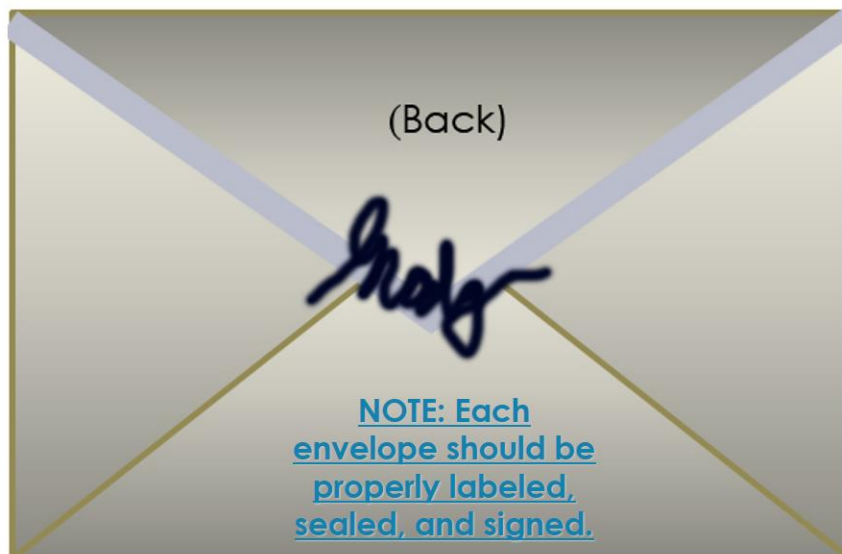 (Back)
NOTE: Each
envelope should be
properly labeled,
sealed, and signed.